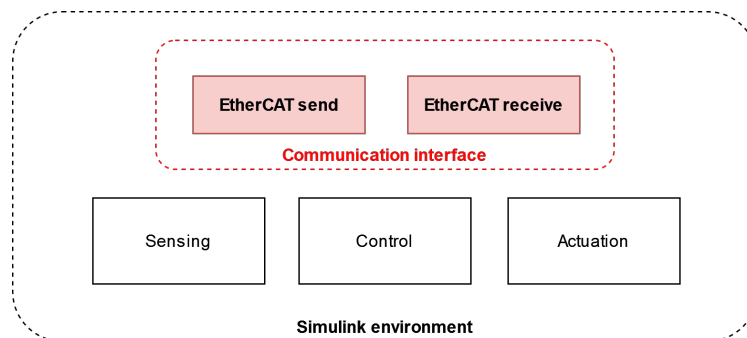 EtherCAT send
EtherCAT receive
Communication interface
Sensing
Control
Actuation
Simulink environment